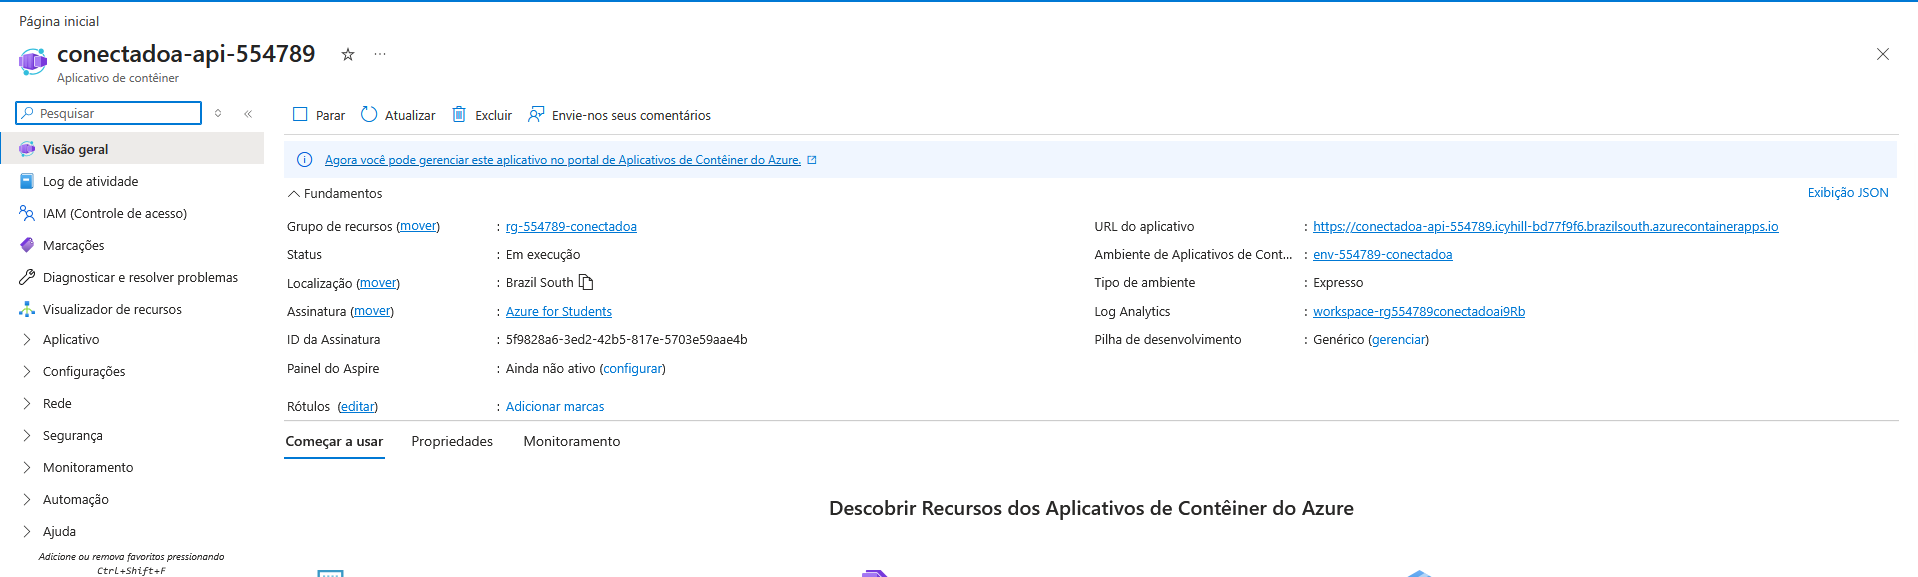 Página inicial
conectadoa-api-554789
Aplicativo de contêiner
Pesquisar
Parar Atualizar Excluir Envie-nos seus comentários
Visão geral
Log de atividade
IAM (Controle de acesso)
Marcações
Diagnosticar e resolver problemas
Visualizador de recursos
Aplicativo
Configurações
Rede
Segurança
Monitoramento
Automação
Ajuda
Adicione ou remova favoritos pressionando
Ctrl+Shift+F
Agora você pode gerenciar este aplicativo no portal de Aplicativos de Contêiner do Azure.
Fundamentos
Exibição JSON
Grupo de recursos (mover) : rg-554789-conectadoa
Status : Em execução
Localização (mover) : Brazil South
Assinatura (mover) : Azure for Students
ID da Assinatura : 5f9828a6-3ed2-42b5-817e-5703e59aae4b
Painel do Aspire : Ainda não ativo (configurar)
Rótulos (editar) : Adicionar marcas
URL do aplicativo : https://conectadoa-api-554789.icyhill-bd77f9f6.brazilsouth.azurecontainerapps.io
Ambiente de Aplicativos de Cont... : env-554789-conectadoa
Tipo de ambiente : Expresso
Log Analytics : workspace-rg554789conectadoai9Rb
Pilha de desenvolvimento : Genérico (gerenciar)
Começar a usar Propriedades Monitoramento
Descobrir Recursos dos Aplicativos de Contêiner do Azure